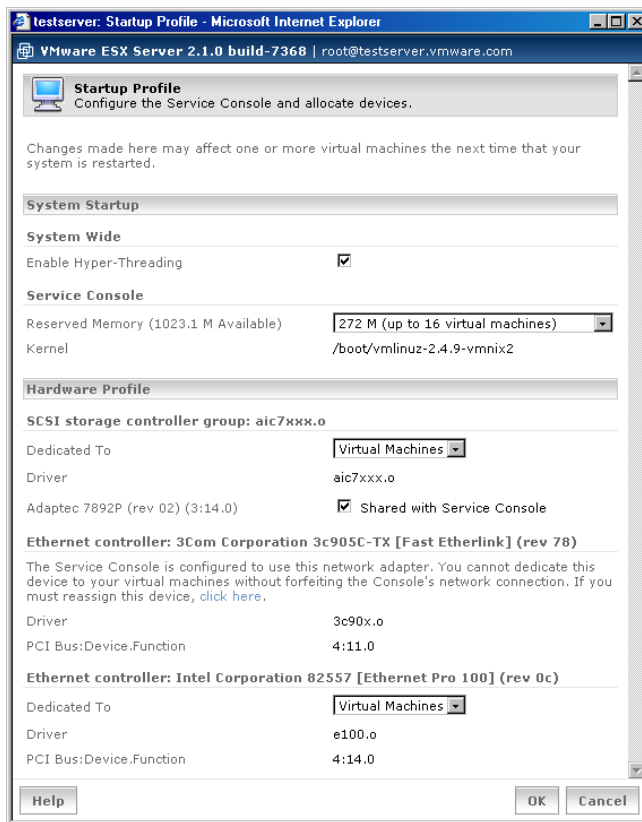 testserver: Startup Profile - Microsoft Internet Explorer
VMware ESX Server 2.1.0 build-7368 | root@testserver.vmware.com
Startup Profile
Configure the Service Console and allocate devices.
Changes made here may affect one or more virtual machines the next time that your
system is restarted.
System Startup
System Wide
Enable Hyper-Threading
Service Console
Reserved Memory (1023.1 M Available) 272 M (up to 16 virtual machines)
Kernel /boot/vmlinuz-2.4.9-vmnix2
Hardware Profile
SCSI storage controller group: aic7xxx.o
Dedicated To Virtual Machines
Driver aic7xxx.o
Adaptec 7892P (rev 02) (3:14.0) Shared with Service Console
Ethernet controller: 3Com Corporation 3c905C-TX [Fast Etherlink] (rev 78)
The Service Console is configured to use this network adapter. You cannot dedicate this
device to your virtual machines without forfeiting the Console's network connection. If you
must reassign this device, click here.
Driver 3c90x.o
PCI Bus:Device.Function 4:11.0
Ethernet controller: Intel Corporation 82557 [Ethernet Pro 100] (rev 0c)
Dedicated To Virtual Machines
Driver e100.o
PCI Bus:Device.Function 4:14.0
Help OK Cancel